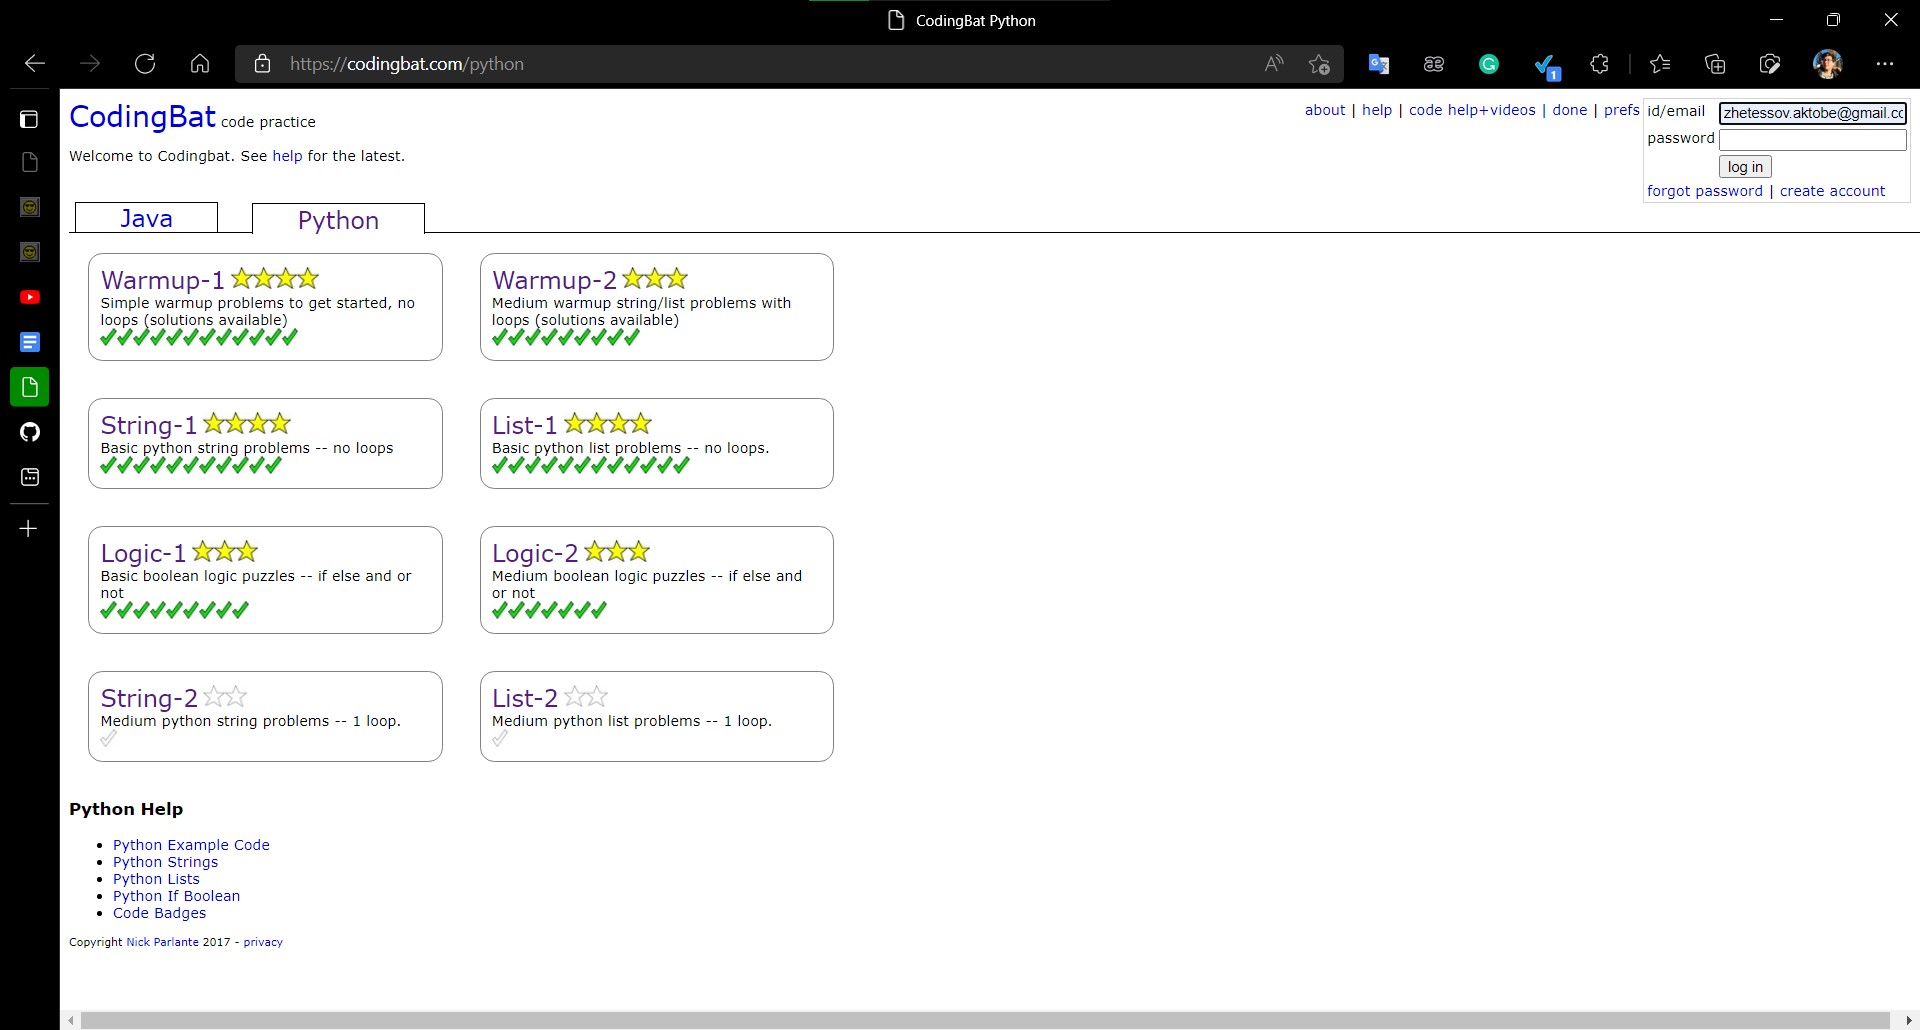 CodingBat Python
https://codingbat.com/python
1
CodingBat code practice
about | help | code help+videos | done | prefs
id/email zhetessov.aktobe@gmail.cc
password
log in
forgot password | create account
Welcome to Codingbat. See help for the latest.
Java
Python
Warmup-1
Simple warmup problems to get started, no
loops (solutions available)
Warmup-2
Medium warmup string/list problems with
loops (solutions available)
String-1
Basic python string problems -- no loops
List-1
Basic python list problems -- no loops.
Logic-1
Basic boolean logic puzzles -- if else and or
not
Logic-2
Medium boolean logic puzzles -- if else and
or not
String-2
Medium python string problems -- 1 loop.
List-2
Medium python list problems -- 1 loop.
Python Help
Python Example Code
Python Strings
Python Lists
Python If Boolean
Code Badges
Copyright Nick Parlante 2017 - privacy